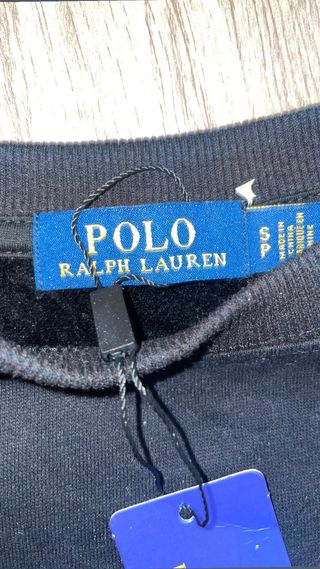 POLO
RALPH LAUREN
S
P
MADE IN
CHINA